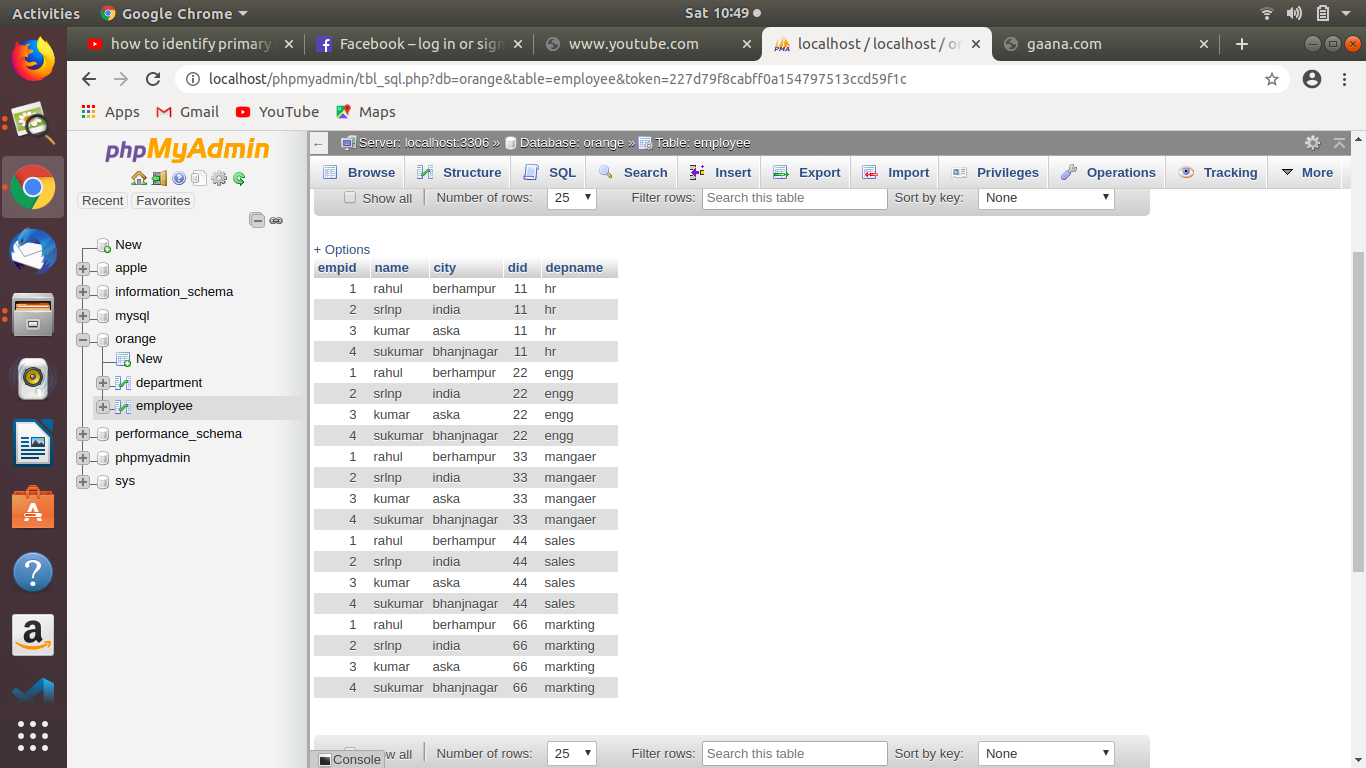 Activities Google Chrome Sat 10:49
how to identify primary Facebook – log in or sign www.youtube.com localhost / localhost / or gaana.com
localhost/phpmyadmin/tbl_sql.php?db=orange&table=employee&token=227d79f8cabff0a154797513ccd59f1c
Apps Gmail YouTube Maps
phpMyAdmin
Recent Favorites
New
apple
information_schema
mysql
orange
New
department
employee
performance_schema
phpmyadmin
sys
Server: localhost:3306 » Database: orange » Table: employee
Browse Structure SQL Search Insert Export Import Privileges Operations Tracking More
Show all Number of rows: 25 Filter rows: Search this table Sort by key: None
+ Options
empid name city did depname
1 rahul berhampur 11 hr
2 srlnp india 11 hr
3 kumar aska 11 hr
4 sukumar bhanjnagar 11 hr
1 rahul berhampur 22 engg
2 srlnp india 22 engg
3 kumar aska 22 engg
4 sukumar bhanjnagar 22 engg
1 rahul berhampur 33 mangaer
2 srlnp india 33 mangaer
3 kumar aska 33 mangaer
4 sukumar bhanjnagar 33 mangaer
1 rahul berhampur 44 sales
2 srlnp india 44 sales
3 kumar aska 44 sales
4 sukumar bhanjnagar 44 sales
1 rahul berhampur 66 markting
2 srlnp india 66 markting
3 kumar aska 66 markting
4 sukumar bhanjnagar 66 markting
ow all Number of rows: 25 Filter rows: Search this table Sort by key: None
Console